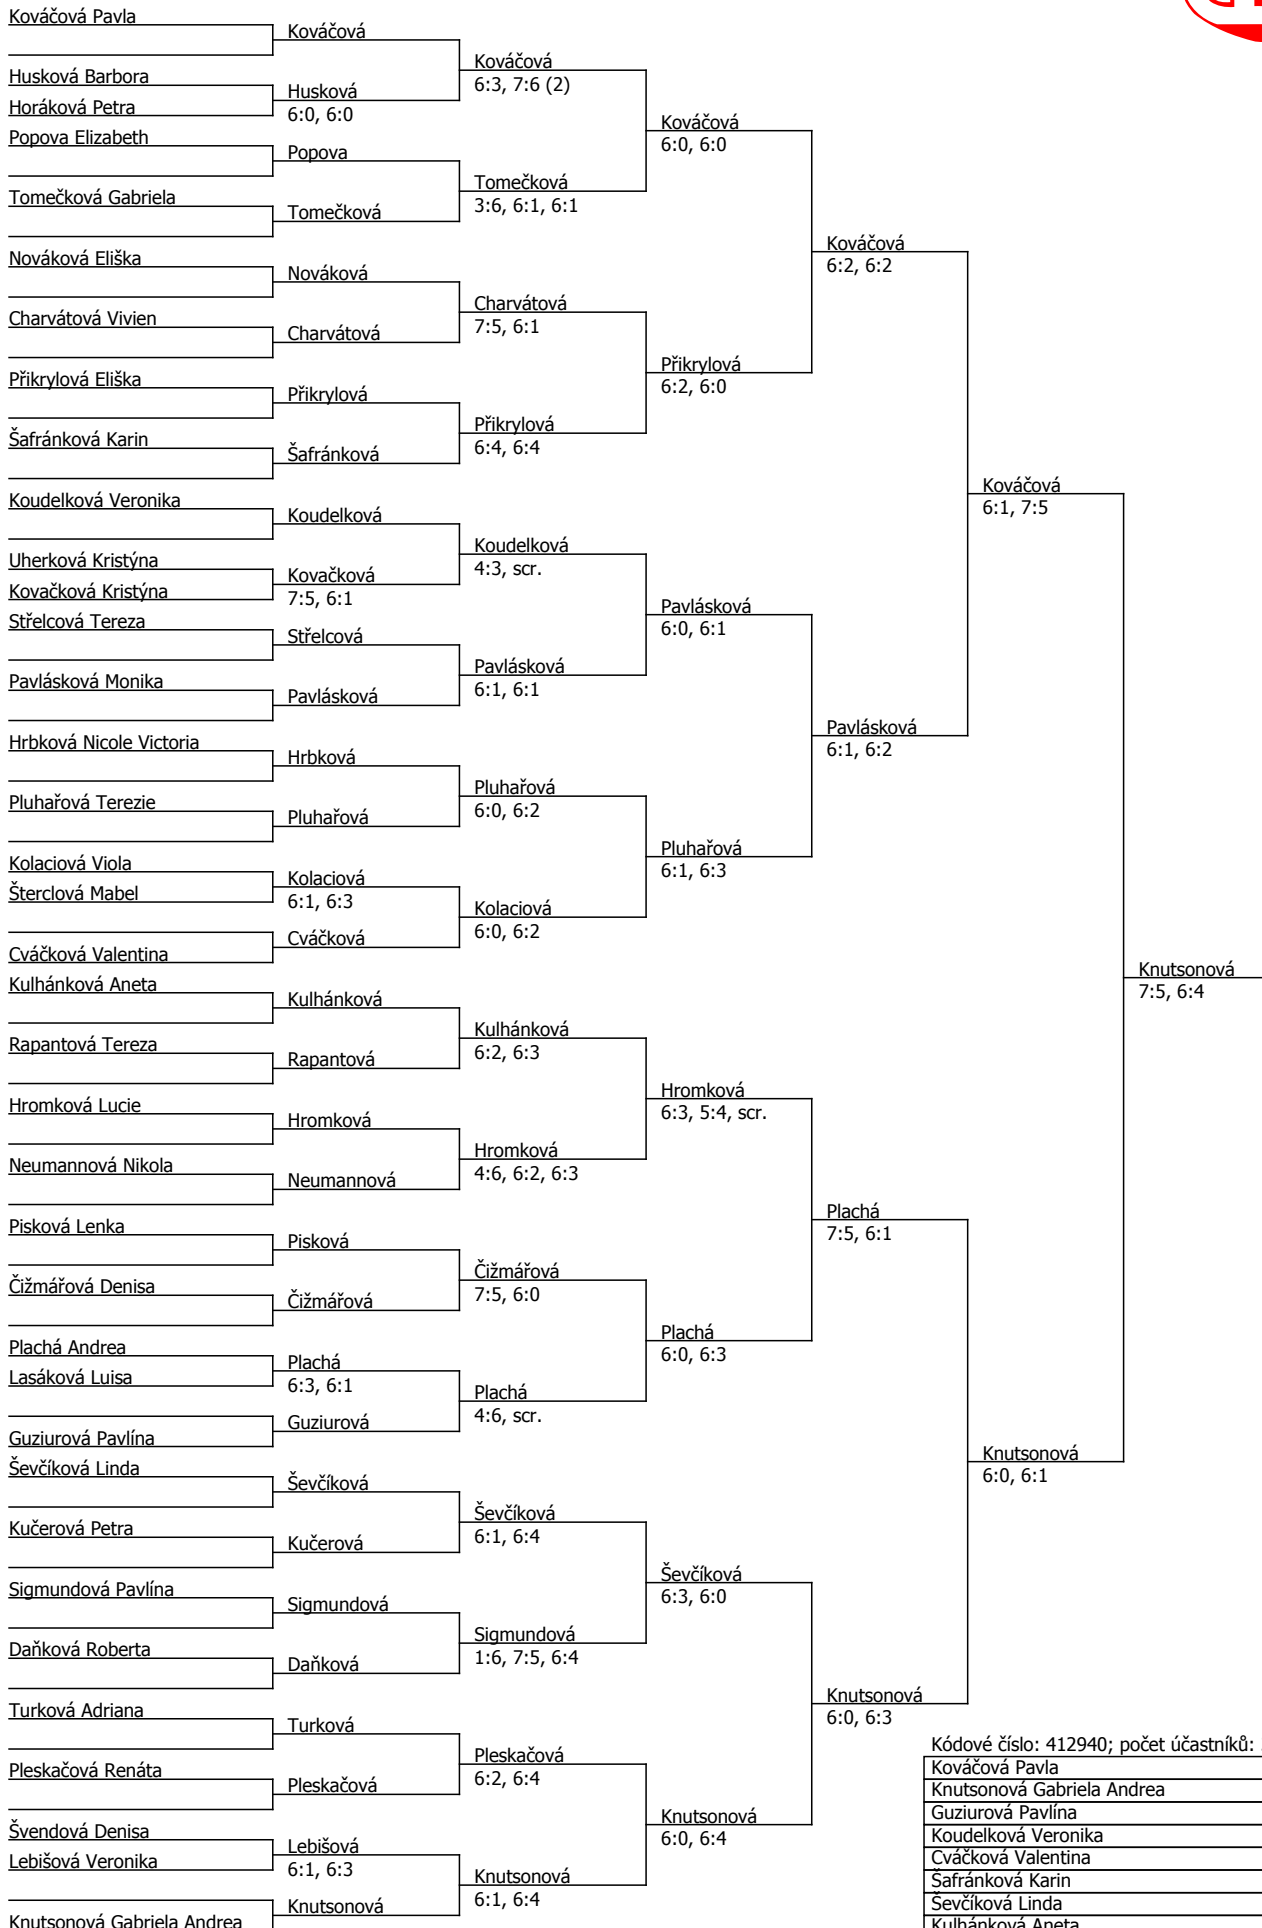 Kováčová Pavla
Husková Barbora
Horáková Petra
Popova Elizabeth
Tomečková Gabriela
Nováková Eliška
Charvátová Vivien
Přikrylová Eliška
Šafránková Karin
Koudelková Veronika
Uherková Kristýna
Kovačková Kristýna
Střelcová Tereza
Pavlásková Monika
Hrbková Nicole Victoria
Pluhařová Terezie
Kolaciová Viola
Šterclová Mabel
Cváčková Valentina
Kulhánková Aneta
Rapantová Tereza
Hromková Lucie
Neumannová Nikola
Pisková Lenka
Čižmářová Denisa
Plachá Andrea
Lasáková Luisa
Guziurová Pavlína
Ševčíková Linda
Kučerová Petra
Sigmundová Pavlína
Daňková Roberta
Turková Adriana
Pleskačová Renáta
Švendová Denisa
Lebišová Veronika
Knutsonová Gabriela Andrea
Kováčová
Husková
6:0, 6:0
Popova
Tomečková
Nováková
Charvátová
Přikrylová
Šafránková
Koudelková
Kovačková
7:5, 6:1
Střelcová
Pavlásková
Hrbková
Pluhařová
Kolaciová
6:1, 6:3
Cváčková
Kulhánková
Rapantová
Hromková
Neumannová
Pisková
Čižmářová
Plachá
6:3, 6:1
Guziurová
Ševčíková
Kučerová
Sigmundová
Daňková
Turková
Pleskačová
Lebišová
6:1, 6:3
Knutsonová
Kováčová
6:3, 7:6 (2)
Tomečková
3:6, 6:1, 6:1
Charvátová
7:5, 6:1
Přikrylová
6:4, 6:4
Koudelková
4:3, scr.
Pavlásková
6:1, 6:1
Pluhařová
6:0, 6:2
Kolaciová
6:0, 6:2
Kulhánková
6:2, 6:3
Hromková
4:6, 6:2, 6:3
Čižmářová
7:5, 6:0
Plachá
4:6, scr.
Ševčíková
6:1, 6:4
Sigmundová
1:6, 7:5, 6:4
Pleskačová
6:2, 6:4
Knutsonová
6:1, 6:4
Kováčová
6:0, 6:0
Přikrylová
6:2, 6:0
Pavlásková
6:0, 6:1
Pluhařová
6:1, 6:3
Hromková
6:3, 5:4, scr.
Plachá
6:0, 6:3
Ševčíková
6:3, 6:0
Knutsonová
6:0, 6:4
Kováčová
6:2, 6:2
Pavlásková
6:1, 6:2
Plachá
7:5, 6:1
Knutsonová
6:0, 6:3
Kováčová
6:1, 7:5
Knutsonová
6:0, 6:1
Knutsonová
7:5, 6:4
Kódové číslo: 412940; počet účastníků:
Kováčová Pavla
Knutsonová Gabriela Andrea
Guziurová Pavlína
Koudelková Veronika
Cváčková Valentina
Šafránková Karin
Ševčíková Linda
Kulhánková Aneta